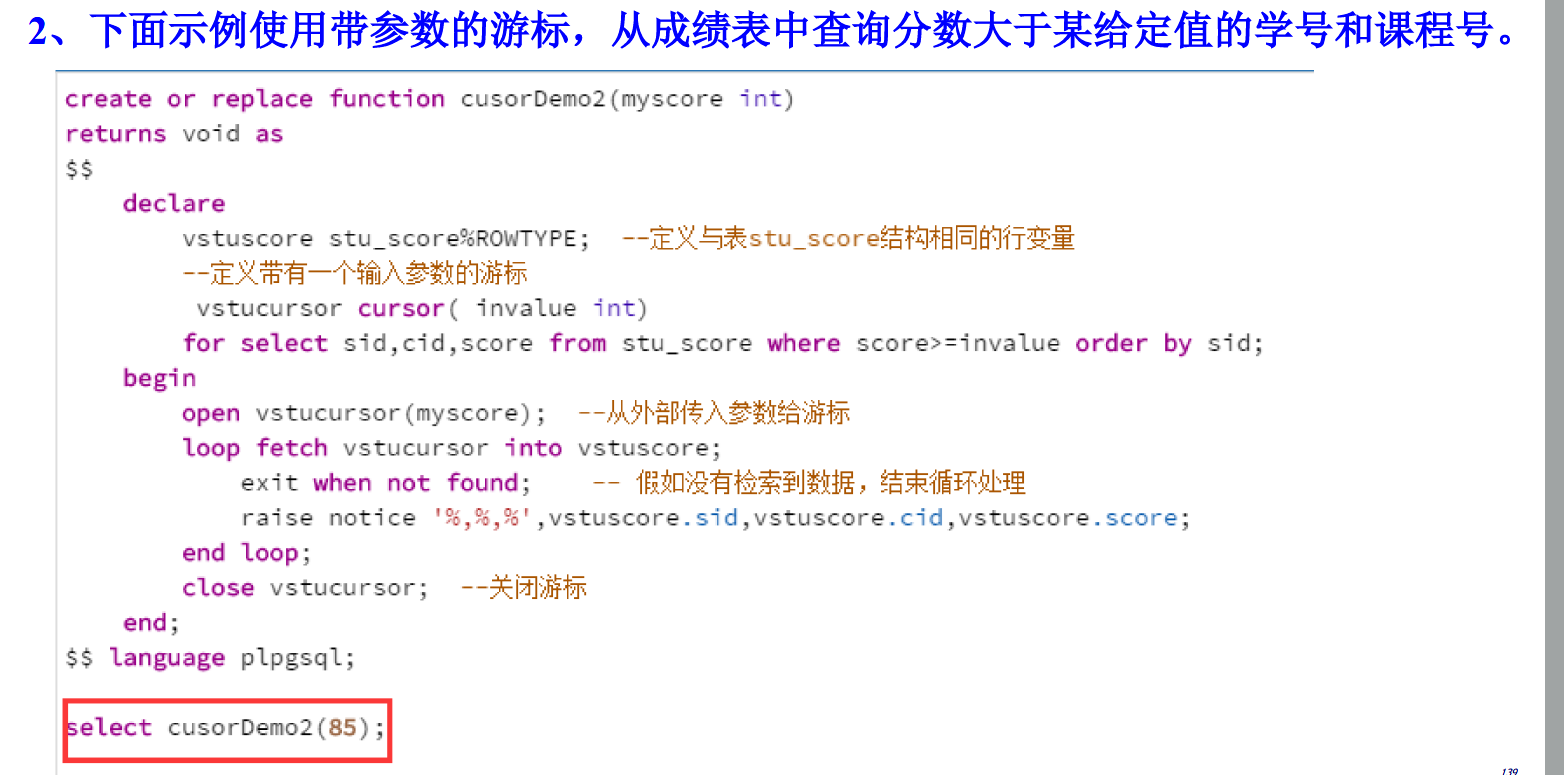 2、下面示例使用带参数的游标，从成绩表中查询分数大于某给定值的学号和课程号。
create or replace function cusorDemo2(myscore int)
returns void as
$$
declare
vstuscore stu_score%ROWTYPE; --定义与表stu_score结构相同的行变量
--定义带有一个输入参数的游标
vstucursor cursor( invalue int)
for select sid,cid,score from stu_score where score>=invalue order by sid;
begin
open vstucursor(myscore); --从外部传入参数给游标
loop fetch vstucursor into vstuscore;
exit when not found; -- 假如没有检索到数据，结束循环处理
raise notice '%,%,%',vstuscore.sid,vstuscore.cid,vstuscore.score;
end loop;
close vstucursor; --关闭游标
end;
$$ language plpgsql;
select cusorDemo2(85);
139